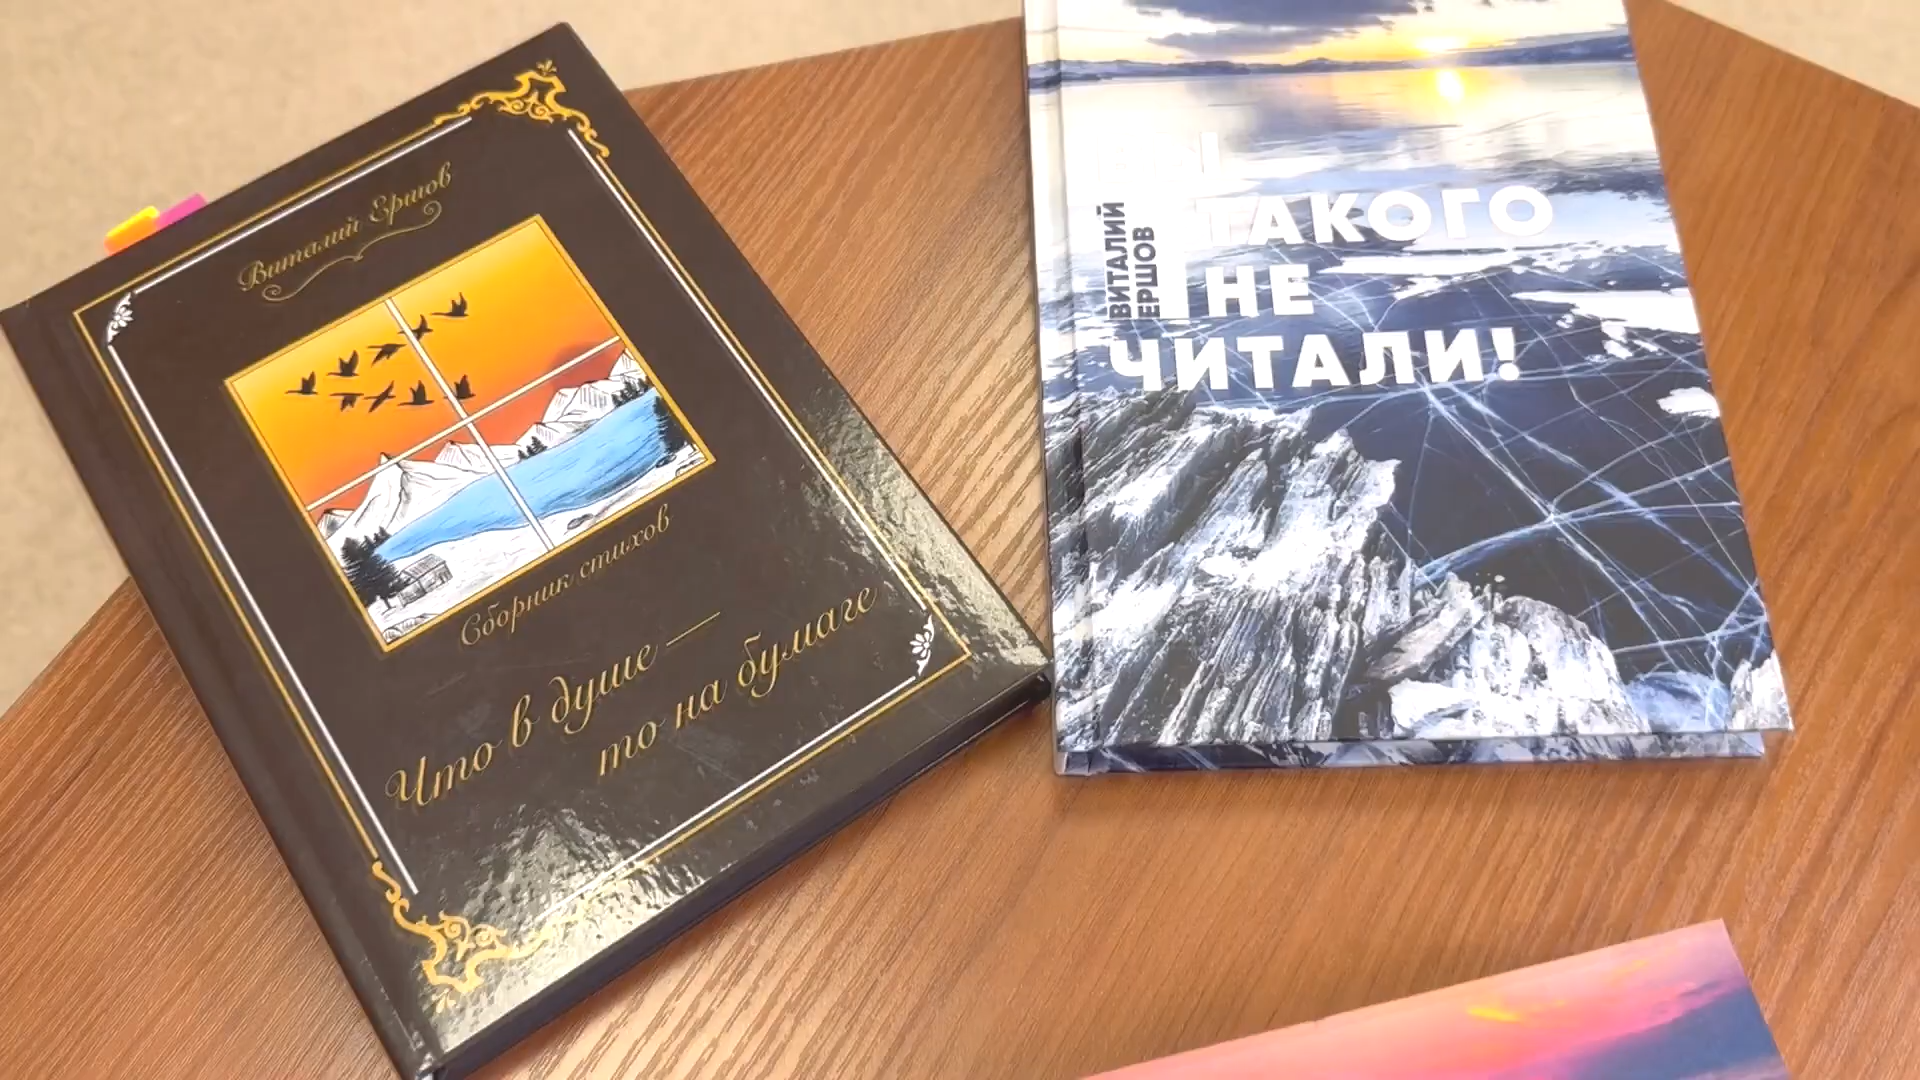 Виталий Ершов
Сборник стихов
Что в душе —
то на бумаге
ВИТАЛИЙ
ЕРШОВ
ТАКОГО
НЕ
ЧИТАЛИ!